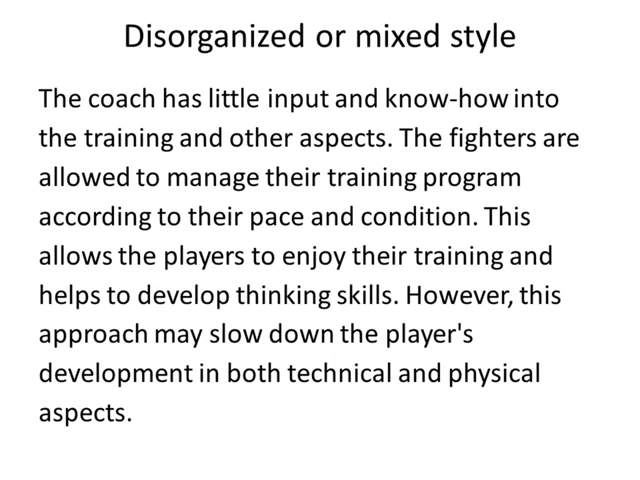 Disorganized or mixed style
The coach has little input and know-how into
the training and other aspects. The fighters are
allowed to manage their training program
according to their pace and condition. This
allows the players to enjoy their training and
helps to develop thinking skills. However, this
approach may slow down the player's
development in both technical and physical
aspects.